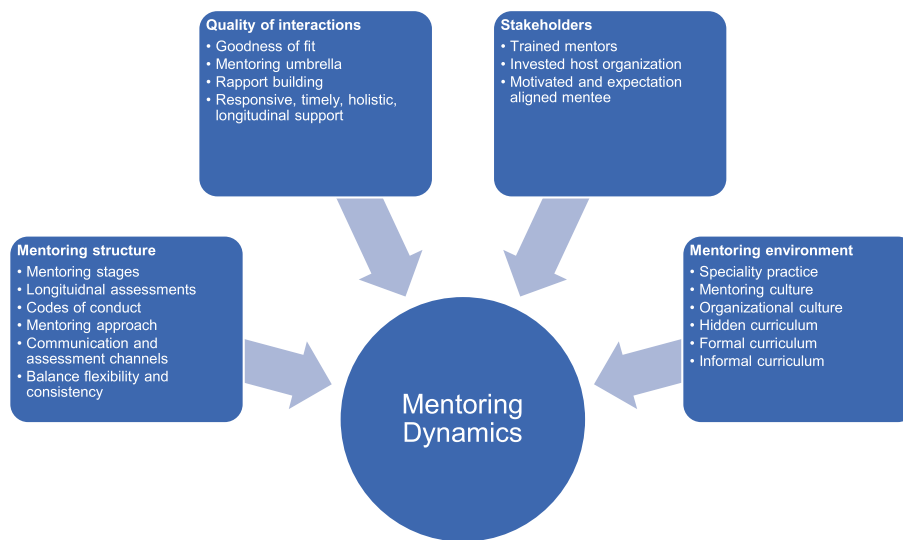 Quality of interactions
• Goodness of fit
• Mentoring umbrella
• Rapport building
• Responsive, timely, holistic,
longitudinal support
Stakeholders
• Trained mentors
• Invested host organization
• Motivated and expectation
aligned mentee
Mentoring structure
• Mentoring stages
• Longituidnal assessments
• Codes of conduct
• Mentoring approach
• Communication and
assessment channels
• Balance flexibility and
consistency
Mentoring environment
• Speciality practice
• Mentoring culture
• Organizational culture
• Hidden curriculum
• Formal curriculum
• Informal curriculum
Mentoring
Dynamics